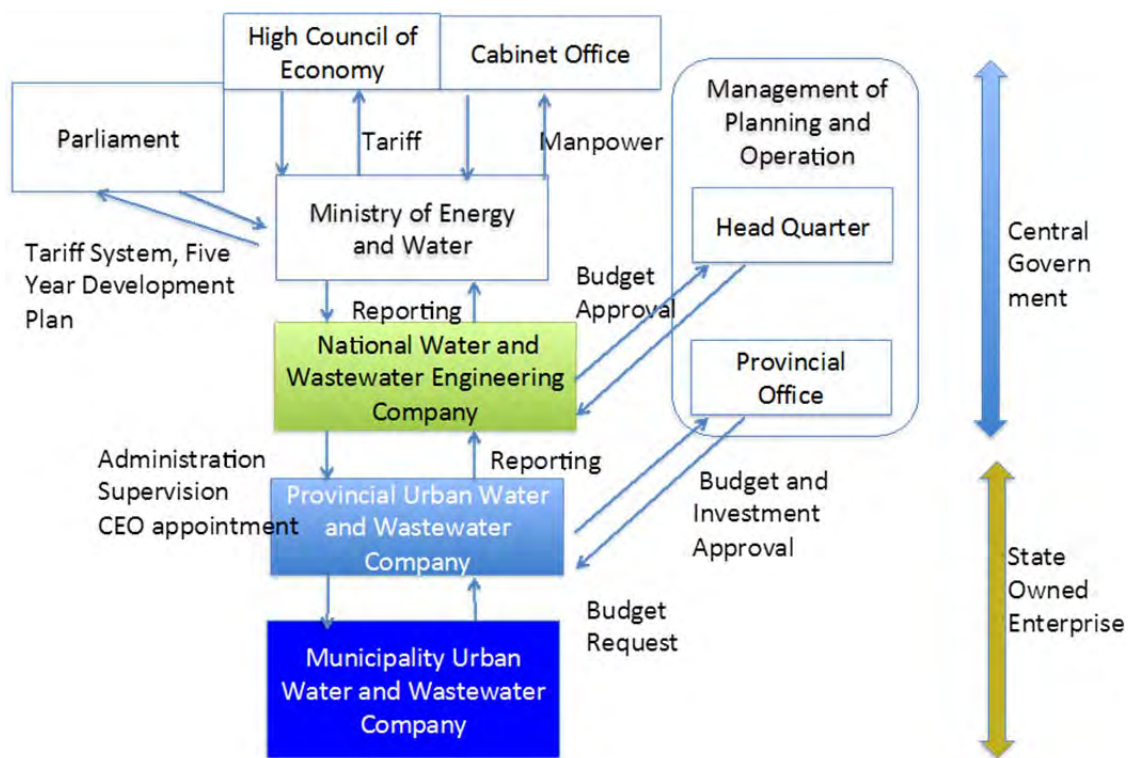 High Council of
Economy
Cabinet Office
Parliament
Tariff
Manpower
Management of
Planning and
Operation
Ministry of Energy
and Water
Head Quarter
Tariff System, Five
Year Development
Plan
Reporting
Budget
Approval
Central
Govern
ment
National Water and
Wastewater Engineering
Company
Provincial
Office
Administration
Supervision
CEO appointment
Reporting
Provincial Urban Water
and Wastewater
Company
Budget and
Investment
Approval
State
Owned
Enterprise
Budget
Request
Municipality Urban
Water and Wastewater
Company